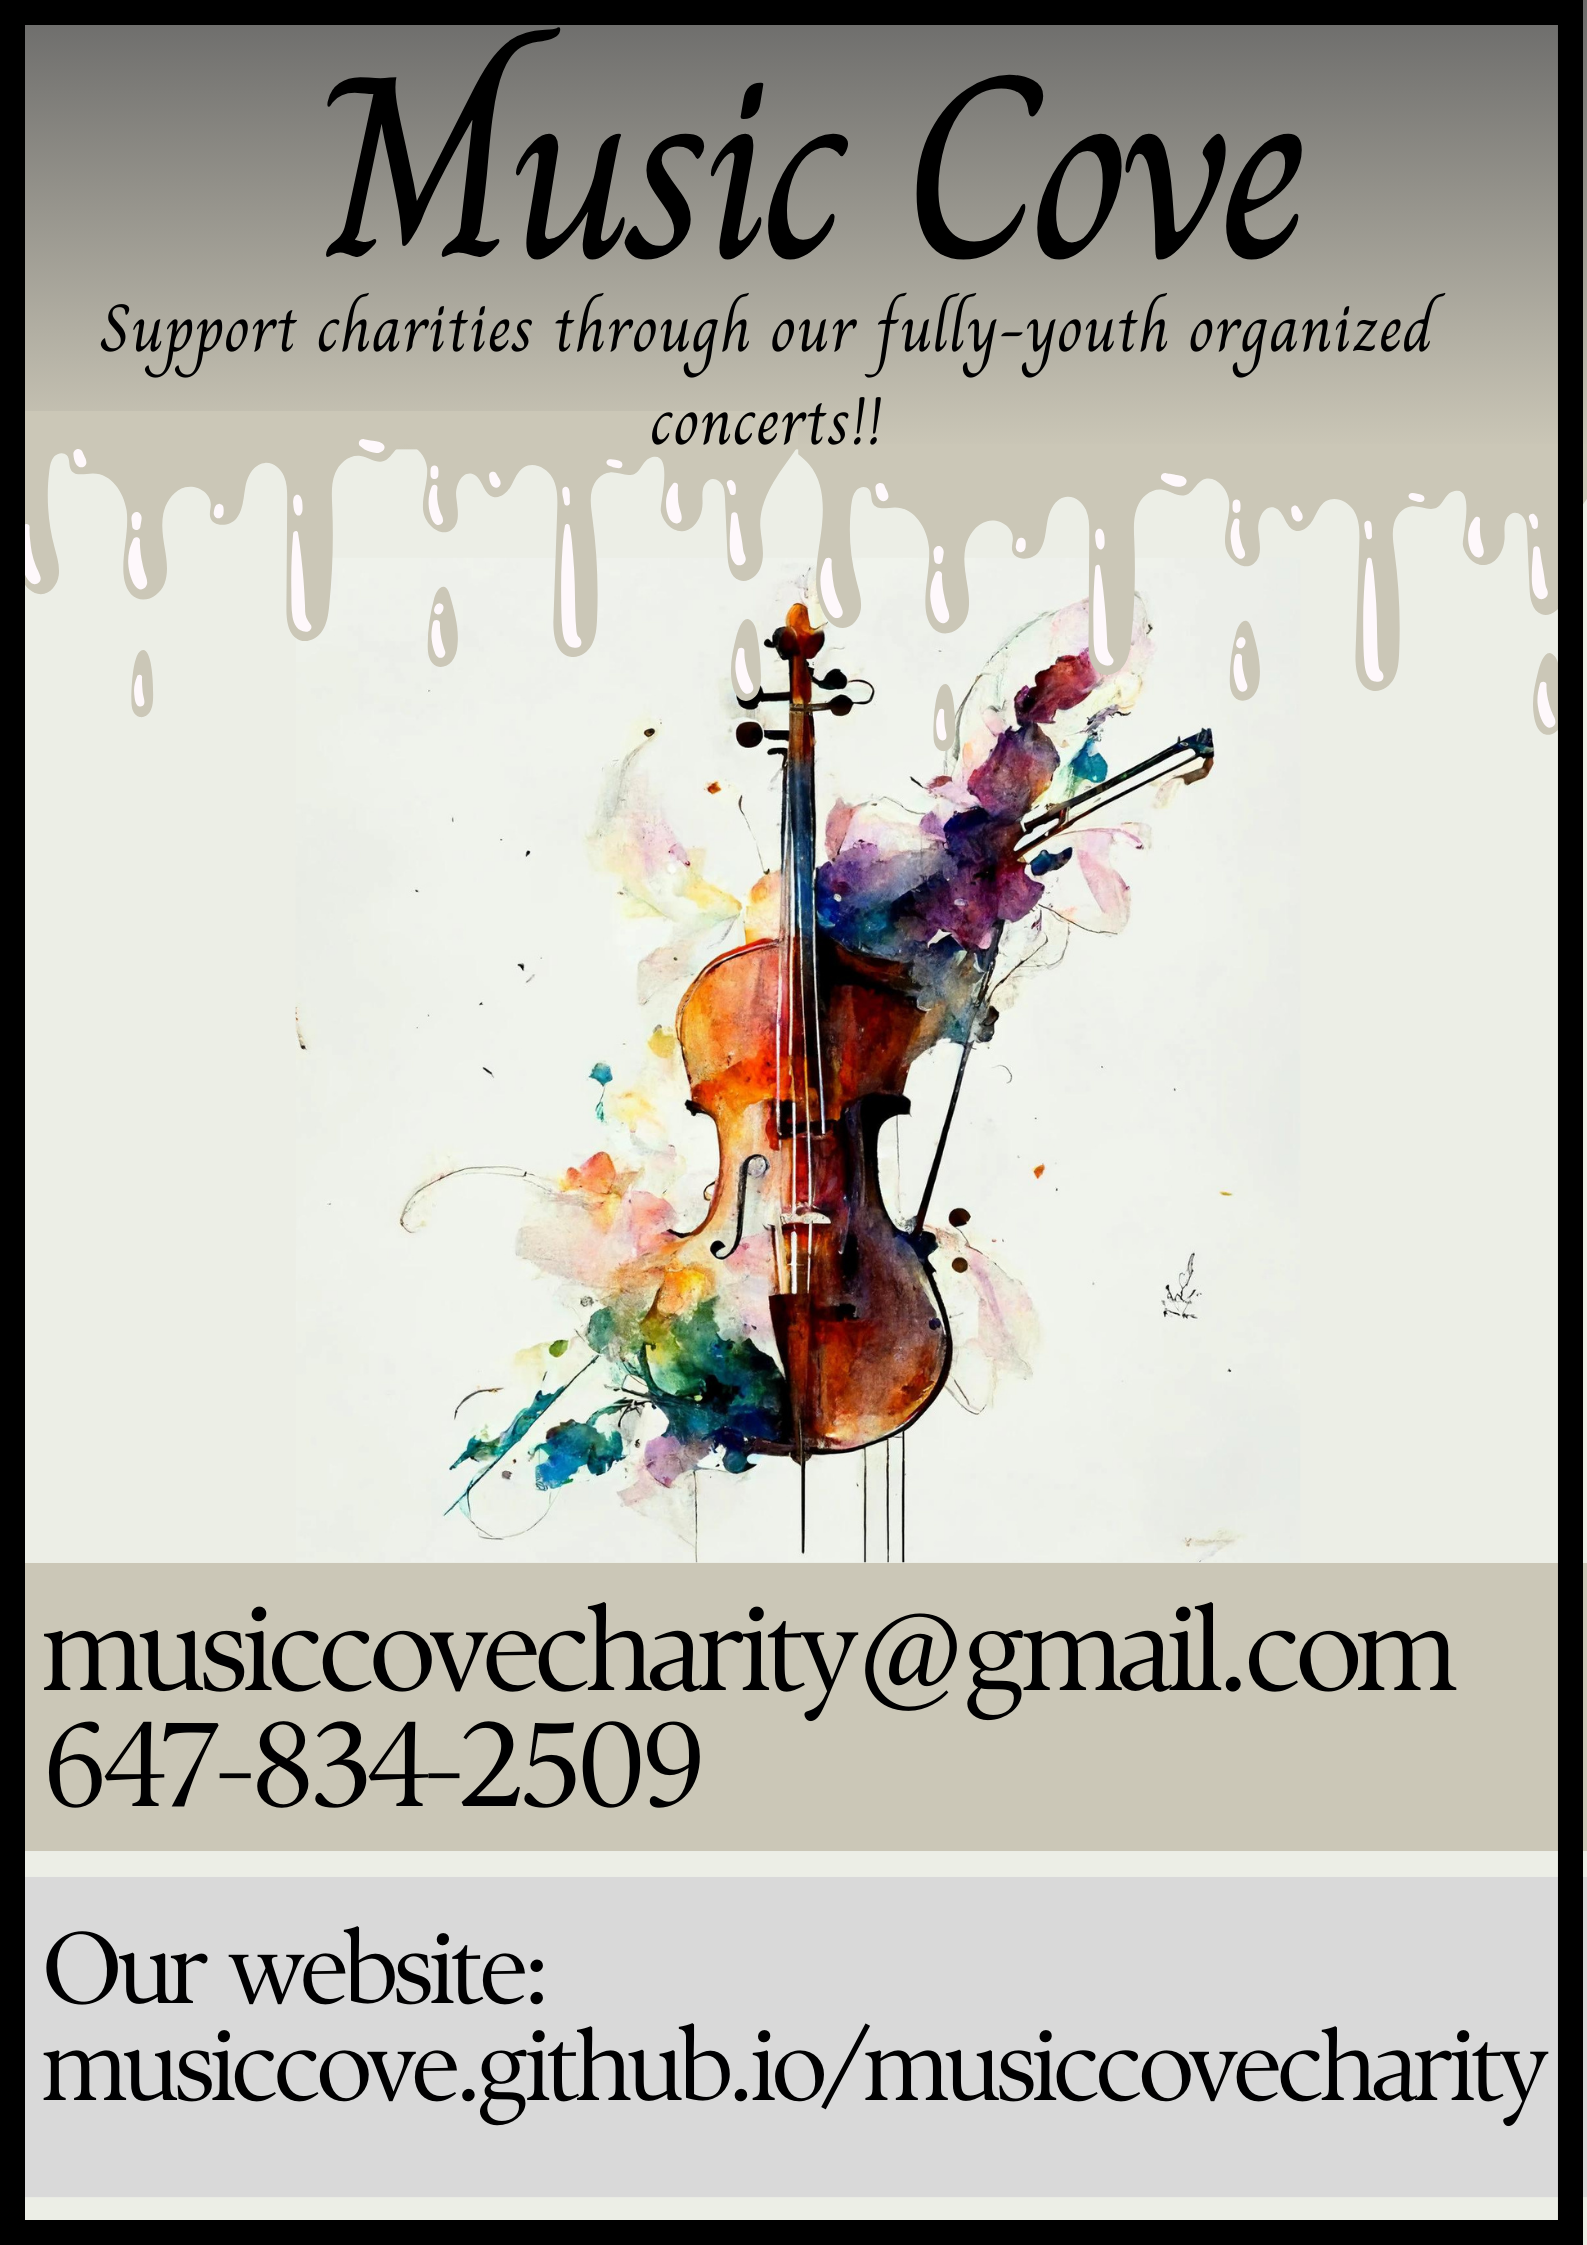 Music Cove
Support charities through our fully-youth organized
concerts!!
musiccovecharity@gmail.com
647-834-2509
Our website:
musiccove.github.io/musiccovecharity